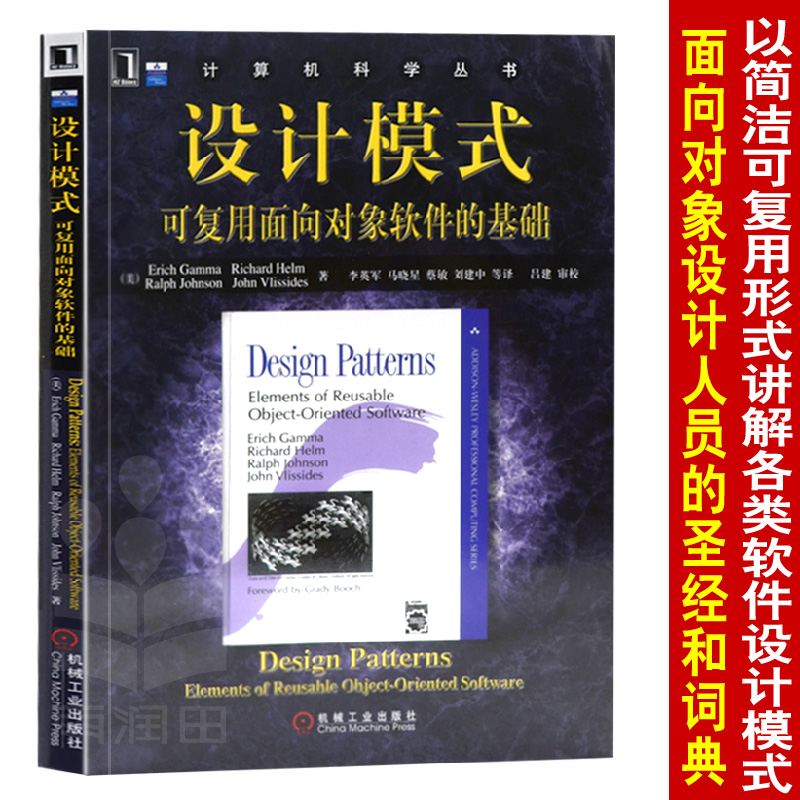 以简洁可复用形式讲解各类软件设计模式
面向对象设计人员的圣经和词典
计算机科学丛书
设计模式
可复用面向对象软件的基础
(美) Erich Gamma Richard Helm
Ralph Johnson John Vlissides 著 李英军 马晓星 蔡敏 刘建中 等译 吕建 审校
Design Patterns
Elements of Reusable
Object-Oriented Software
Erich Gamma
Richard Helm
Ralph Johnson
John Vlissides
Foreword by Grady Booch
ADDISON-WESLEY PROFESSIONAL COMPUTING SERIES
Design Patterns
Elements of Reusable Object-Oriented Software
机械工业出版社
China Machine Press
设计模式
可复用面向对象软件的基础
Design Patterns: Elements of Reusable Object-Oriented Software
(美) Erich Gamma Richard Helm Ralph Johnson John Vlissides 著
机械工业出版社
China Machine Press
润田